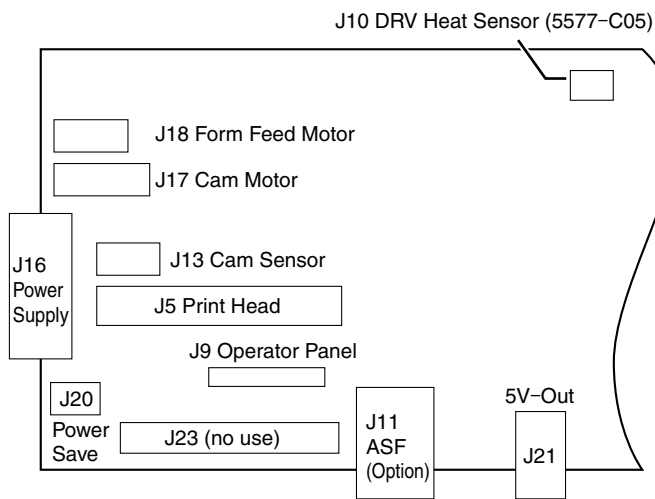 J10 DRV Heat Sensor (5577-C05)
J18 Form Feed Motor
J17 Cam Motor
J16
Power
Supply
J13 Cam Sensor
J5 Print Head
J9 Operator Panel
J20
Power
Save
J23 (no use)
J11
ASF
(Option)
5V-Out
J21